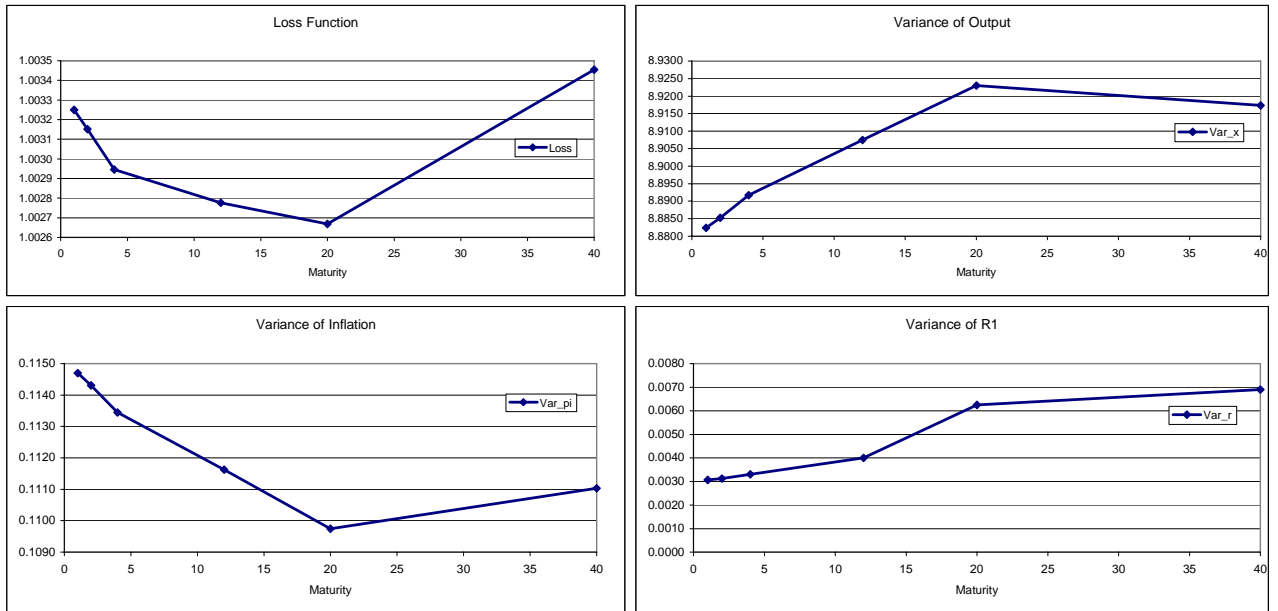 Loss Function
1.0035
1.0034
1.0033
1.0032
1.0031
1.0030
1.0029
1.0028
1.0027
1.0026
0 5 10 15 20 25 30 35 40
Maturity
Loss
Variance of Output
8.9300
8.9250
8.9200
8.9150
8.9100
8.9050
8.9000
8.8950
8.8900
8.8850
8.8800
0 5 10 15 20 25 30 35 40
Maturity
Var_x
Variance of Inflation
0.1150
0.1140
0.1130
0.1120
0.1110
0.1100
0.1090
0 5 10 15 20 25 30 35 40
Maturity
Var_pi
Variance of R1
0.0080
0.0070
0.0060
0.0050
0.0040
0.0030
0.0020
0.0010
0.0000
0 5 10 15 20 25 30 35 40
Maturity
Var_r